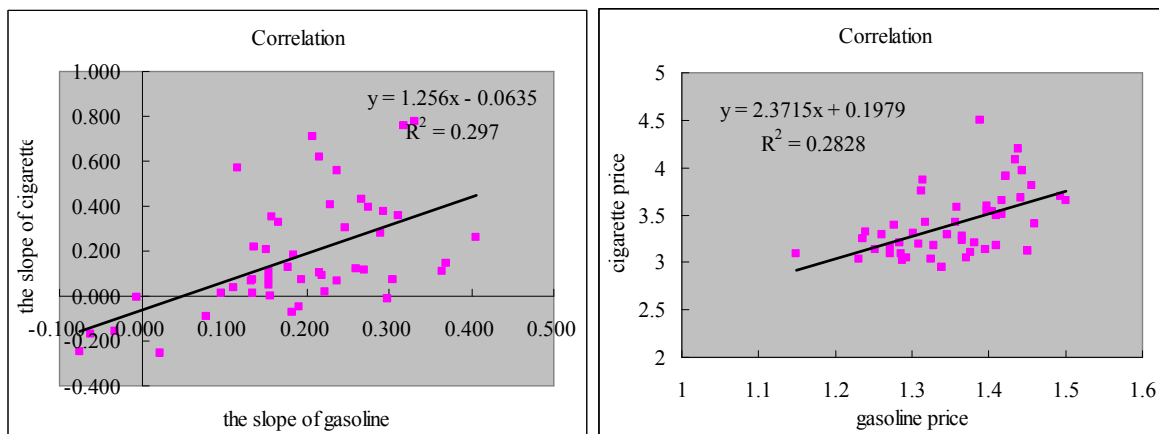 Correlation
1.000
0.800
0.600
0.400
0.200
0.000
-0.200
-0.400
-0.100
0.000
0.100
0.200
0.300
0.400
0.500
y = 1.256x - 0.0635
R2 = 0.297
the slope of cigarette
the slope of gasoline
Correlation
5
4.5
4
3.5
3
2.5
2
1
1.1
1.2
1.3
1.4
1.5
1.6
y = 2.3715x + 0.1979
R2 = 0.2828
cigarette price
gasoline price